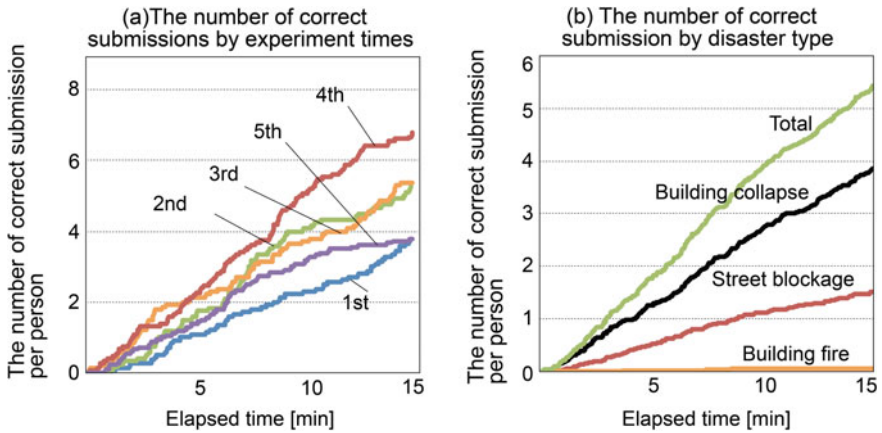 (a)The number of correct
submissions by experiment times
The number of correct submission
per person
8
6
4
2
0
4th
5th
3rd
2nd
1st
5
10
15
Elapsed time [min]
(b) The number of correct
submission by disaster type
The number of correct submission
per person
6
5
4
3
2
1
0
Total
Building collapse
Street blockage
Building fire
5
10
15
Elapsed time [min]